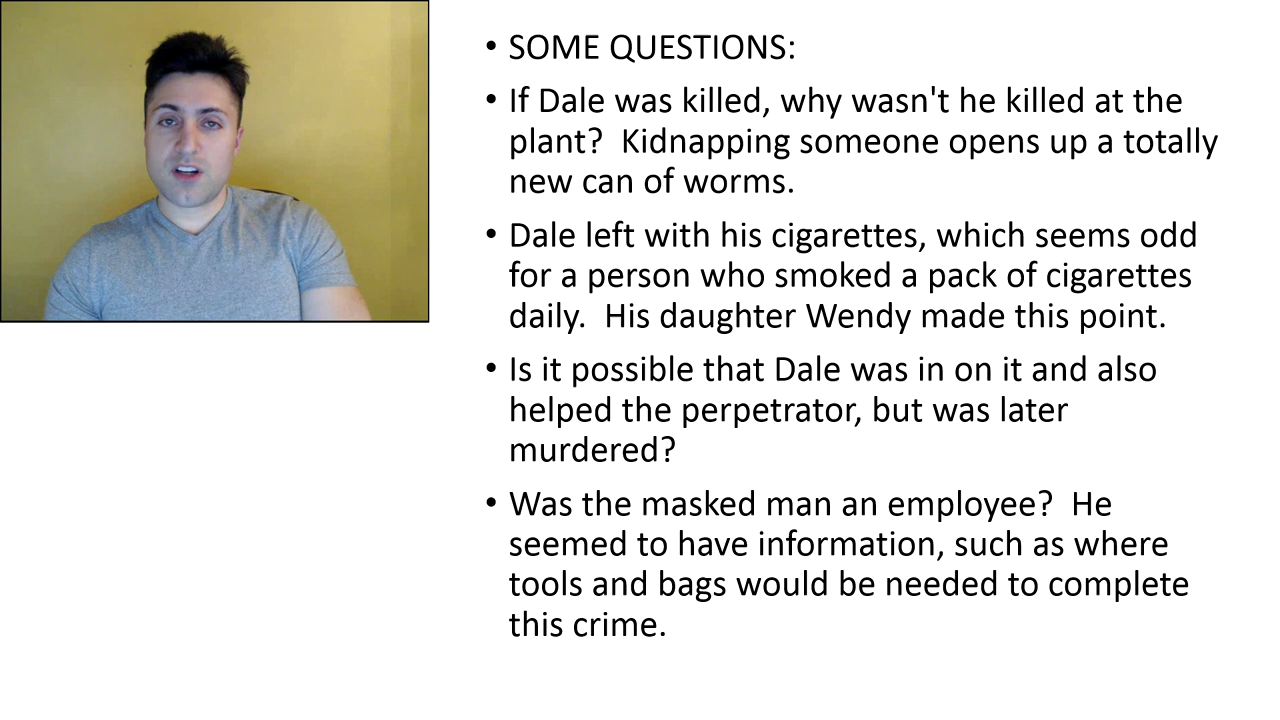 • SOME QUESTIONS:
• If Dale was killed, why wasn't he killed at the
plant?  Kidnapping someone opens up a totally
new can of worms.
• Dale left with his cigarettes, which seems odd
for a person who smoked a pack of cigarettes
daily.  His daughter Wendy made this point.
• Is it possible that Dale was in on it and also
helped the perpetrator, but was later
murdered?
• Was the masked man an employee?  He
seemed to have information, such as where
tools and bags would be needed to complete
this crime.